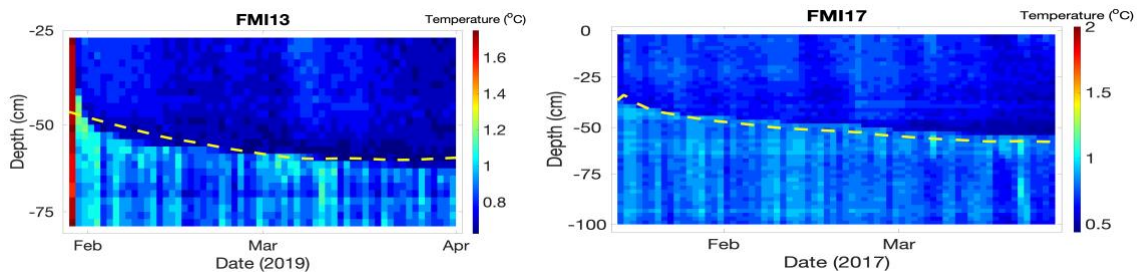 FMI13
Temperature (°C)
-25
-50
-75
Depth (cm)
Feb
Mar
Apr
Date (2019)
1.6
1.4
1.2
1
0.8
FMI17
Temperature (°C)
0
-25
-50
-75
-100
Depth (cm)
Feb
Mar
Date (2017)
2
1.5
1
0.5